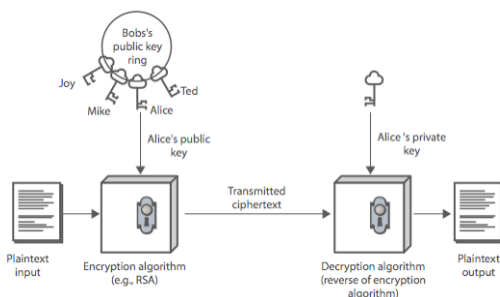 Bobs's
public key
ring
Joy
Ted
Mike
Alice
Alice's public
key
Alice 's private
key
Transmitted
ciphertext
Plaintext
input
Encryption algorithm
(e.g., RSA)
Decryption algorithm
(reverse of encryption
algorithm)
Plaintext
output